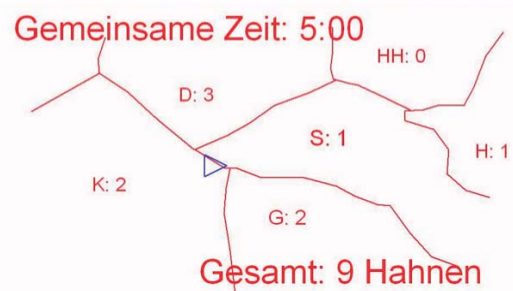 Gemeinsame Zeit: 5:00
HH: 0
D: 3
S: 1
H: 1
K: 2
G: 2
Gesamt: 9 Hahnen